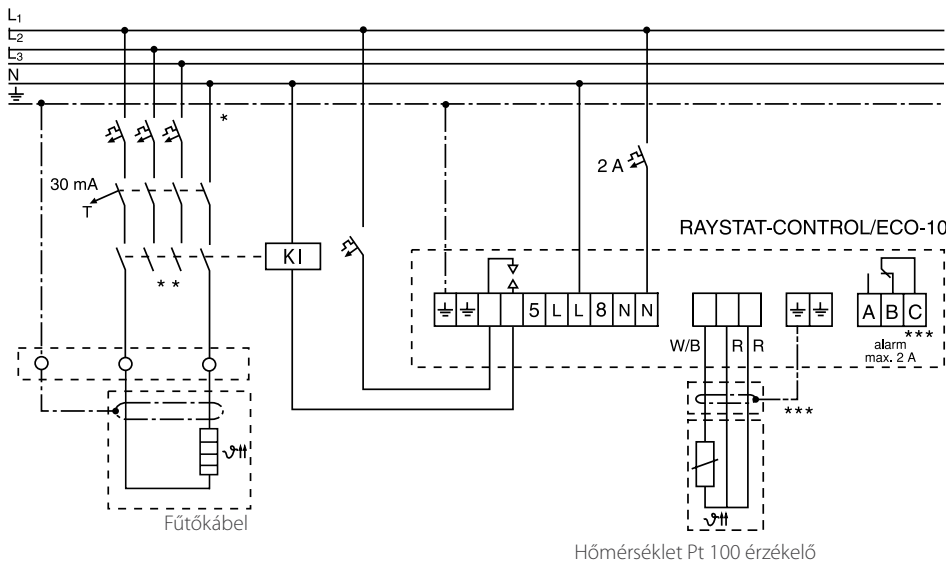 L1
L2
L3
N
*
30 mA
T
2 A
RAYSTAT-CONTROL/ECO-10
KI
* *
5 L L 8 N N
W/B R R
A B C
***
alarm
max. 2 A
***
ϑ
ϑ
Fűtőkábel
Hőmérséklet Pt 100 érzékelő